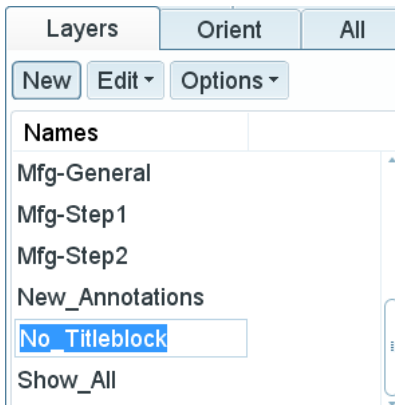 Layers Orient All
New Edit Options
Names
Mfg-General
Mfg-Step1
Mfg-Step2
New_Annotations
No_Titleblock
Show_All